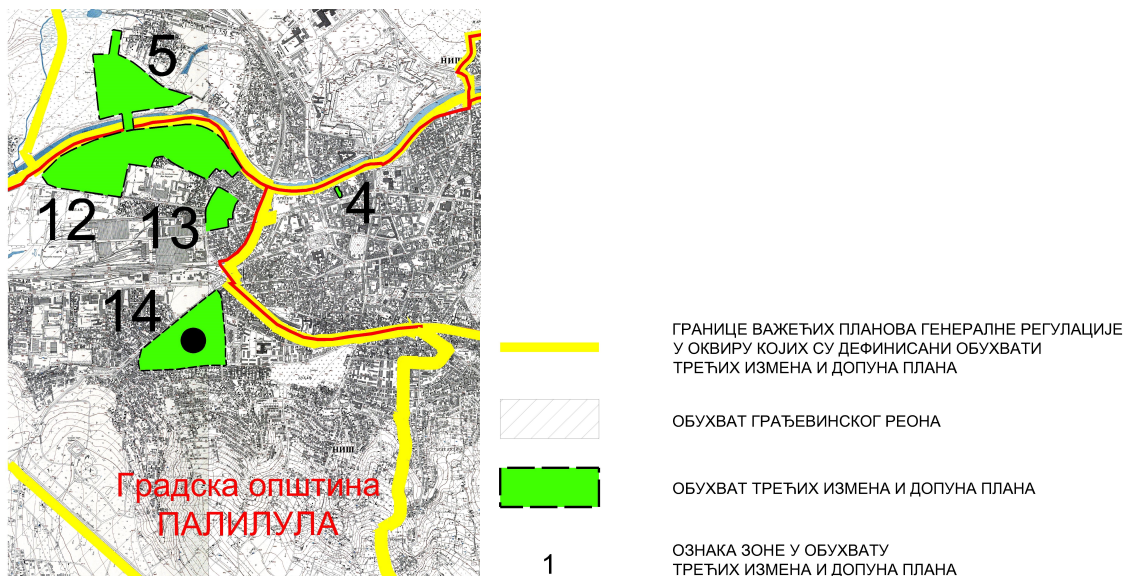 5
НИШ
12
13
4
14
НИШ
Градска општина
ПАЛИЛУЛА
ГРАНИЦЕ ВАЖЕЋИХ ПЛАНОВА ГЕНЕРАЛНЕ РЕГУЛАЦИЈЕ
У ОКВИРУ КОЈИХ СУ ДЕФИНИСАНИ ОБУХВАТИ
ТРЕЋИХ ИЗМЕНА И ДОПУНА ПЛАНА
ОБУХВАТ ГРАЂЕВИНСКОГ РЕОНА
ОБУХВАТ ТРЕЋИХ ИЗМЕНА И ДОПУНА ПЛАНА
1
ОЗНАКА ЗОНЕ У ОБУХВАТУ
ТРЕЋИХ ИЗМЕНА И ДОПУНА ПЛАНА